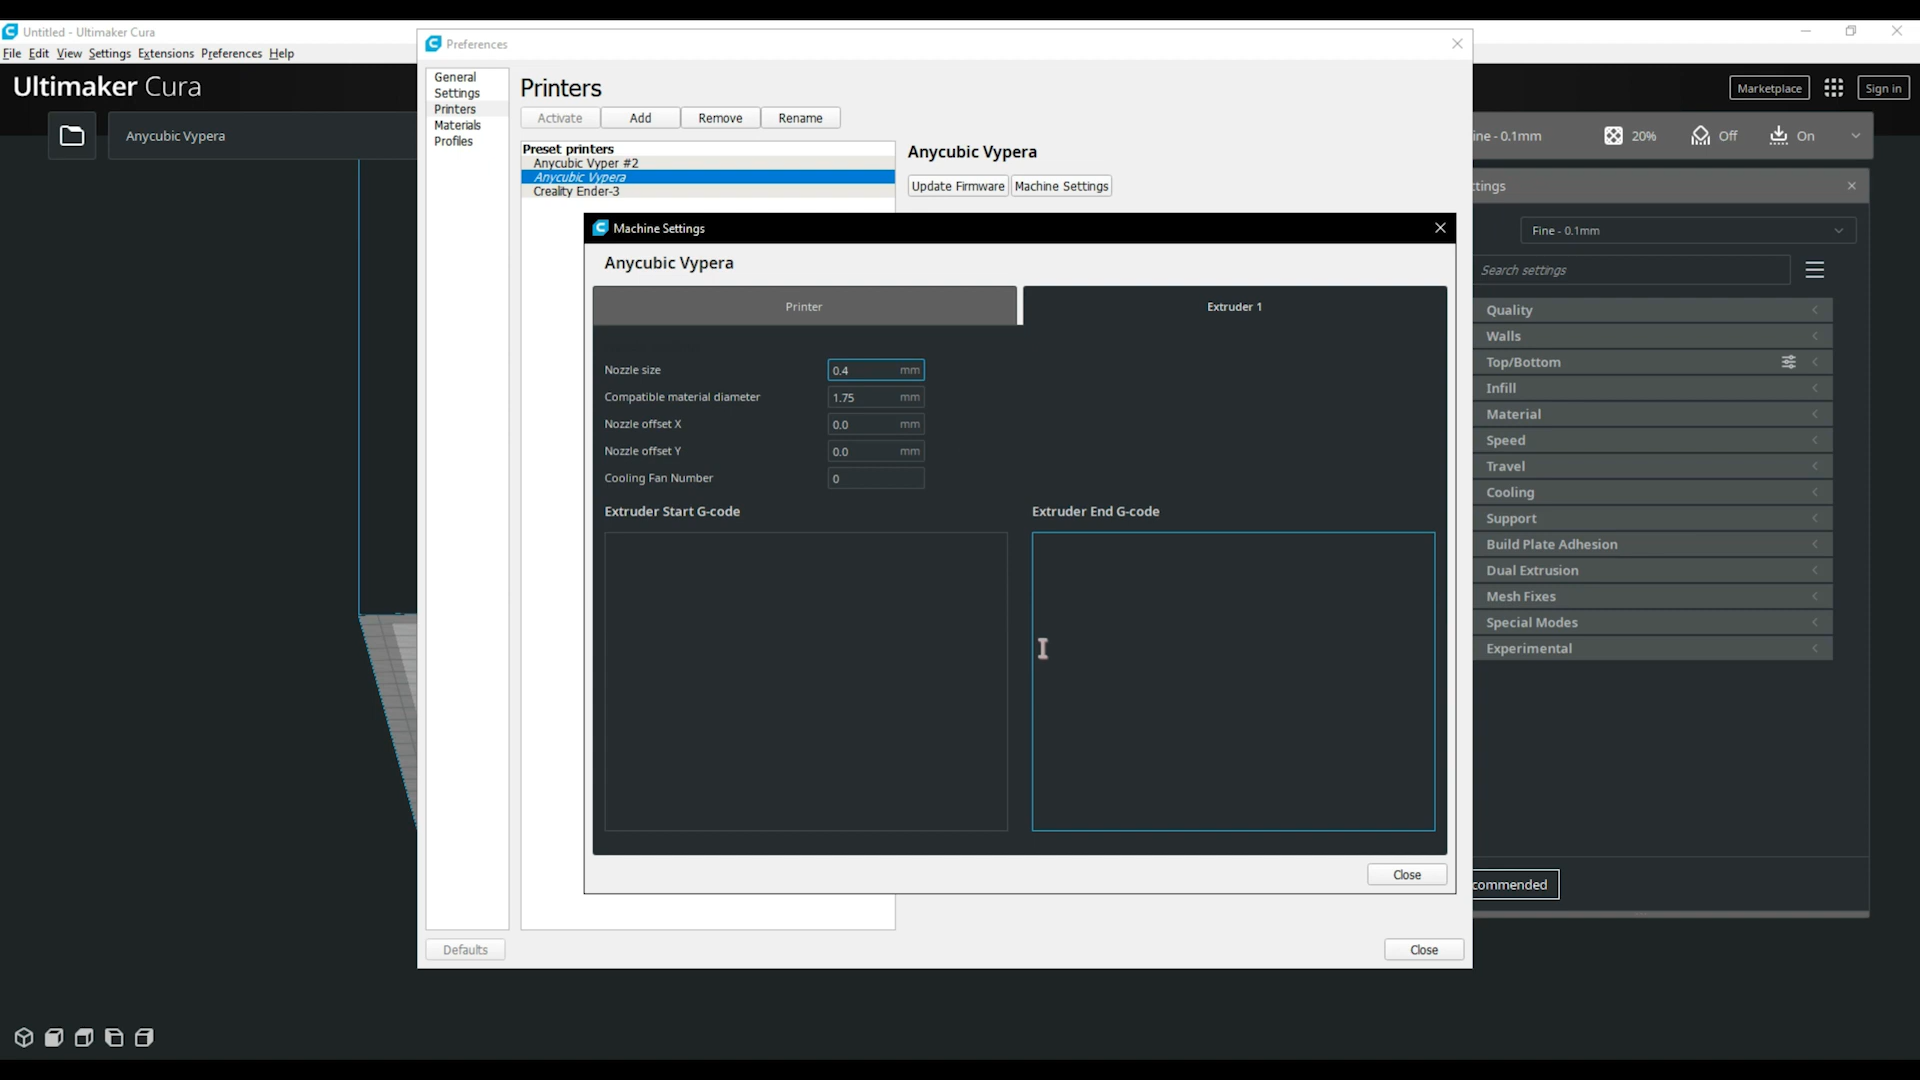 Untitled - Ultimaker Cura
File Edit View Settings Extensions Preferences Help
Ultimaker Cura
Marketplace
Sign in
Anycubic Vypera
ine - 0.1mm
20%
Off
On
Preferences
General
Settings
Printers
Materials
Profiles
Printers
Activate
Add
Remove
Rename
Preset printers
Anycubic Vyper #2
Anycubic Vypera
Creality Ender-3
Anycubic Vypera
Update Firmware
Machine Settings
Machine Settings
Anycubic Vypera
Printer
Extruder 1
Nozzle size 0.4 mm
Compatible material diameter 1.75 mm
Nozzle offset X 0.0 mm
Nozzle offset Y 0.0 mm
Cooling Fan Number 0
Extruder Start G-code
Extruder End G-code
Close
Defaults
Close
ttings
Fine - 0.1mm
Search settings
Quality
Walls
Top/Bottom
Infill
Material
Speed
Travel
Cooling
Support
Build Plate Adhesion
Dual Extrusion
Mesh Fixes
Special Modes
Experimental
commended